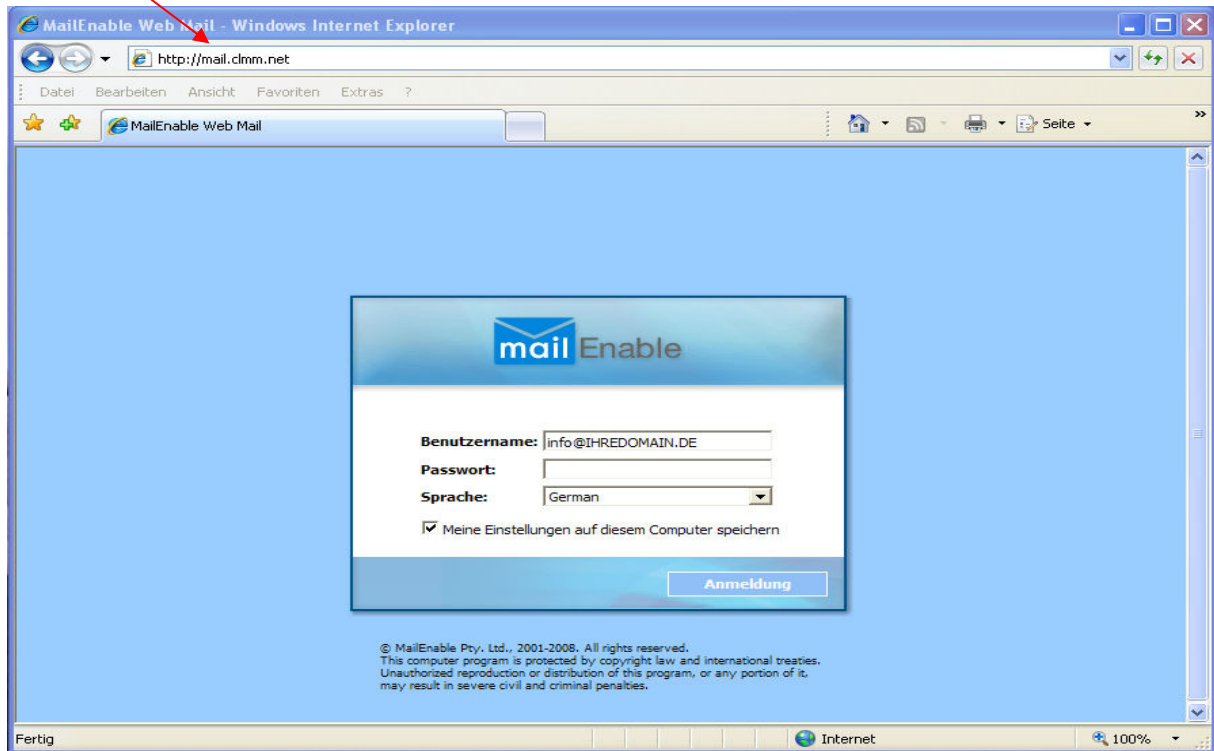 MailEnable Web Mail - Windows Internet Explorer
http://mail.clmm.net
Datei Bearbeiten Ansicht Favoriten Extras ?
MailEnable Web Mail
Seite
»
mail Enable
Benutzername: info@IHREDOMAIN.DE
Passwort:
Sprache: German
Meine Einstellungen auf diesem Computer speichern
Anmeldung
© MailEnable Pty. Ltd., 2001-2008. All rights reserved.
This computer program is protected by copyright law and international treaties.
Unauthorized reproduction or distribution of this program, or any portion of it,
may result in severe civil and criminal penalties.
Fertig Internet 100%